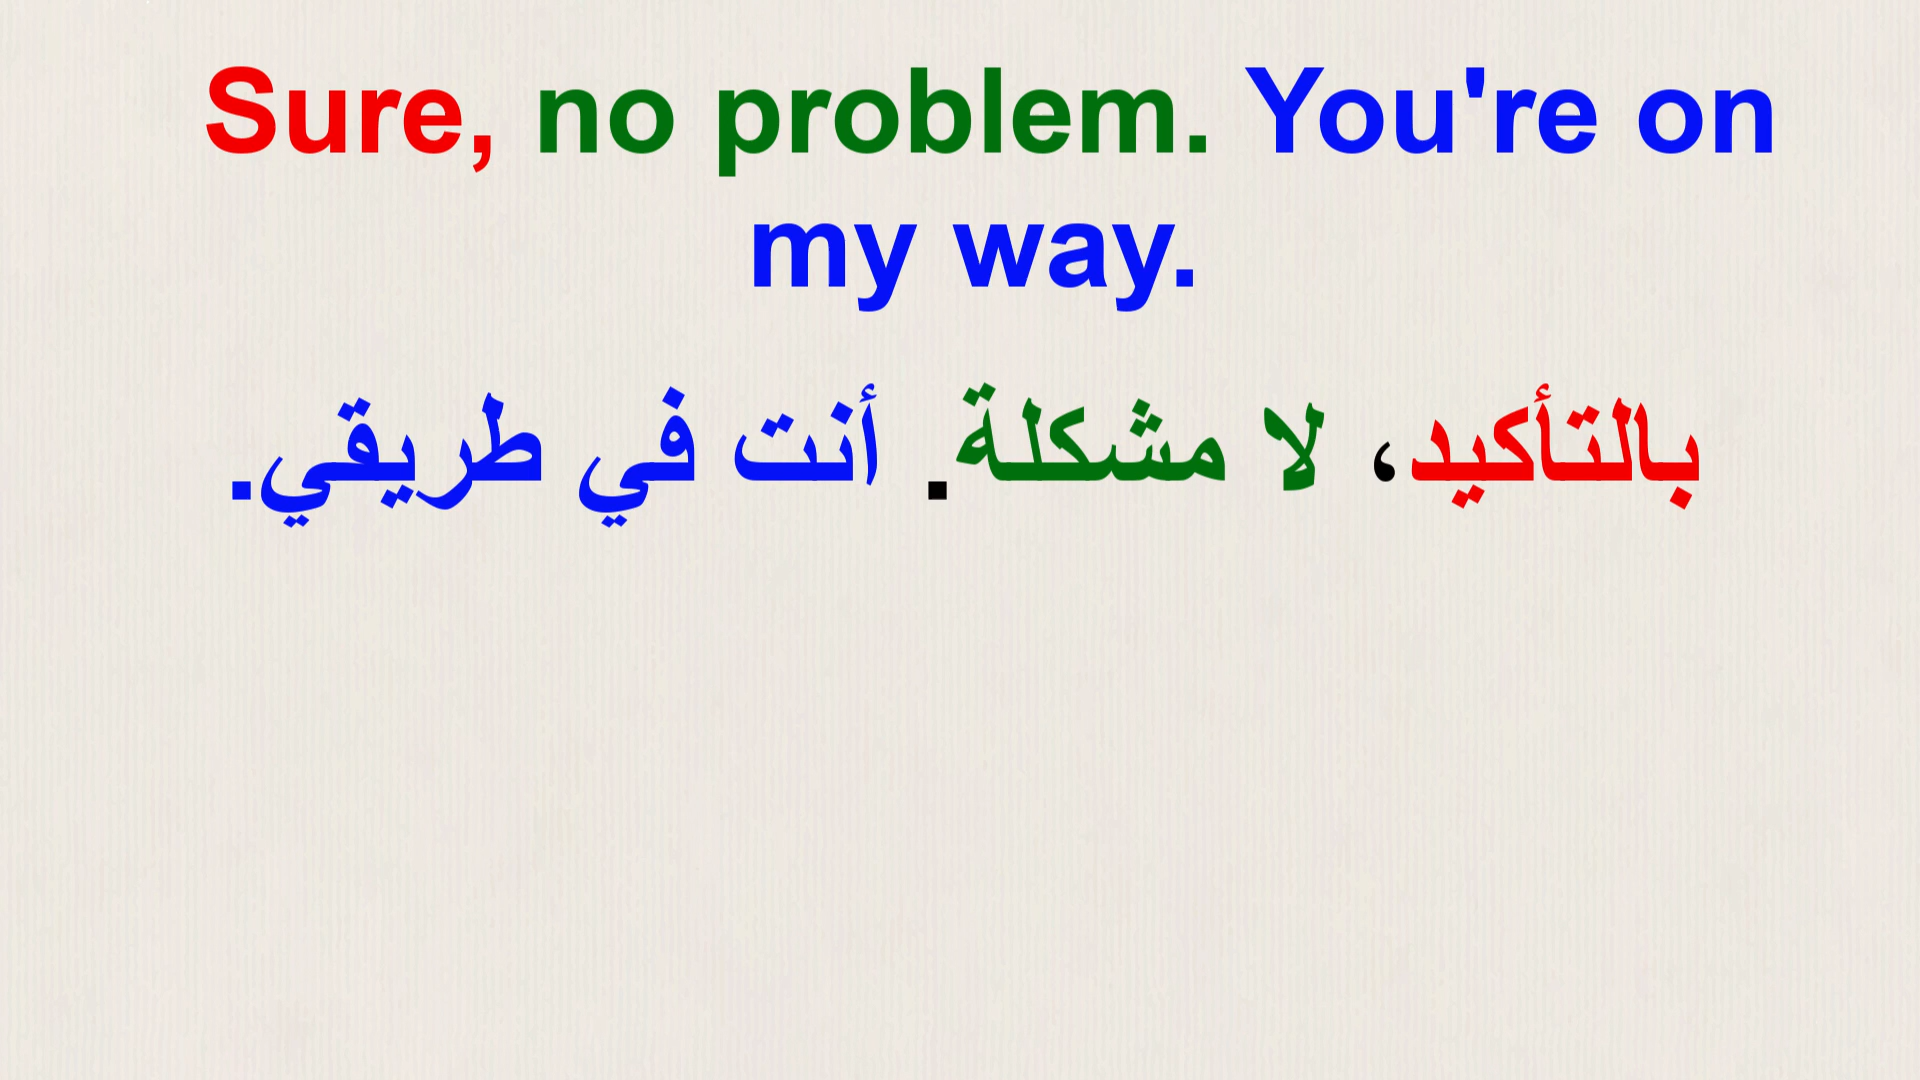 Sure, no problem. You're on
my way.
بالتأكيد، لا مشكلة. أنت في طريقي.